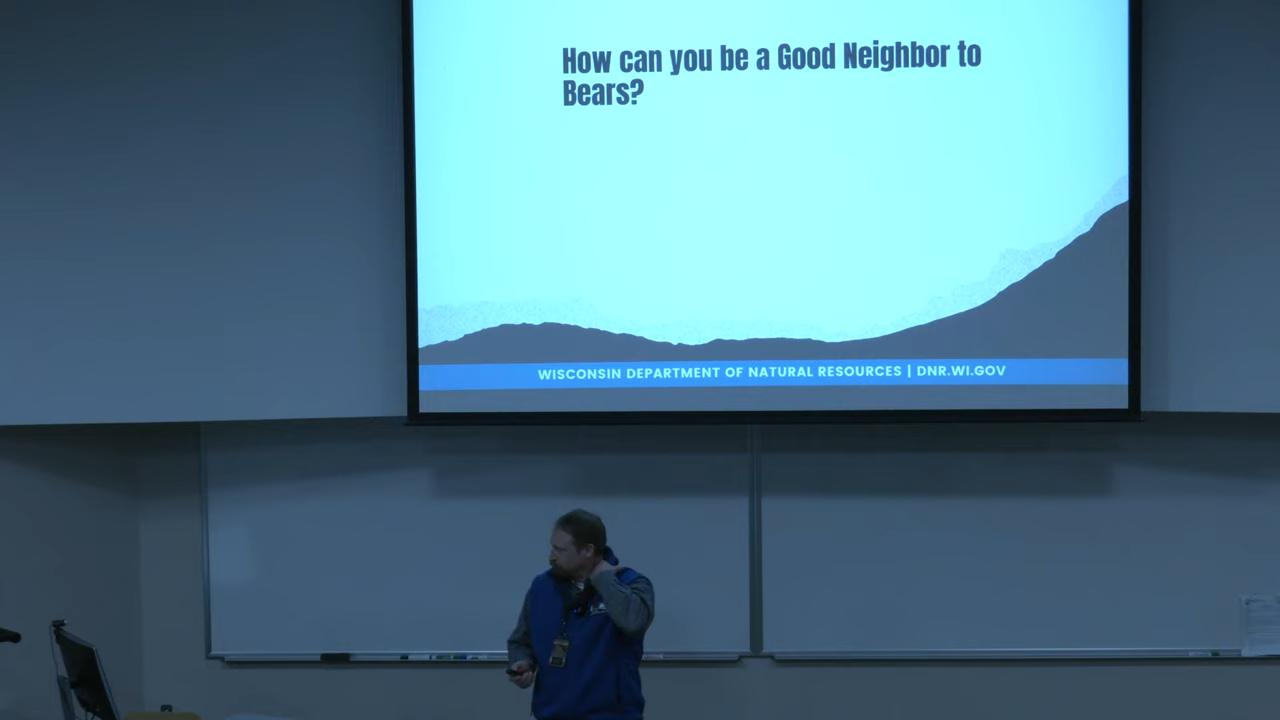 How can you be a Good Neighbor to
Bears?
WISCONSIN DEPARTMENT OF NATURAL RESOURCES | DNR.WI.GOV